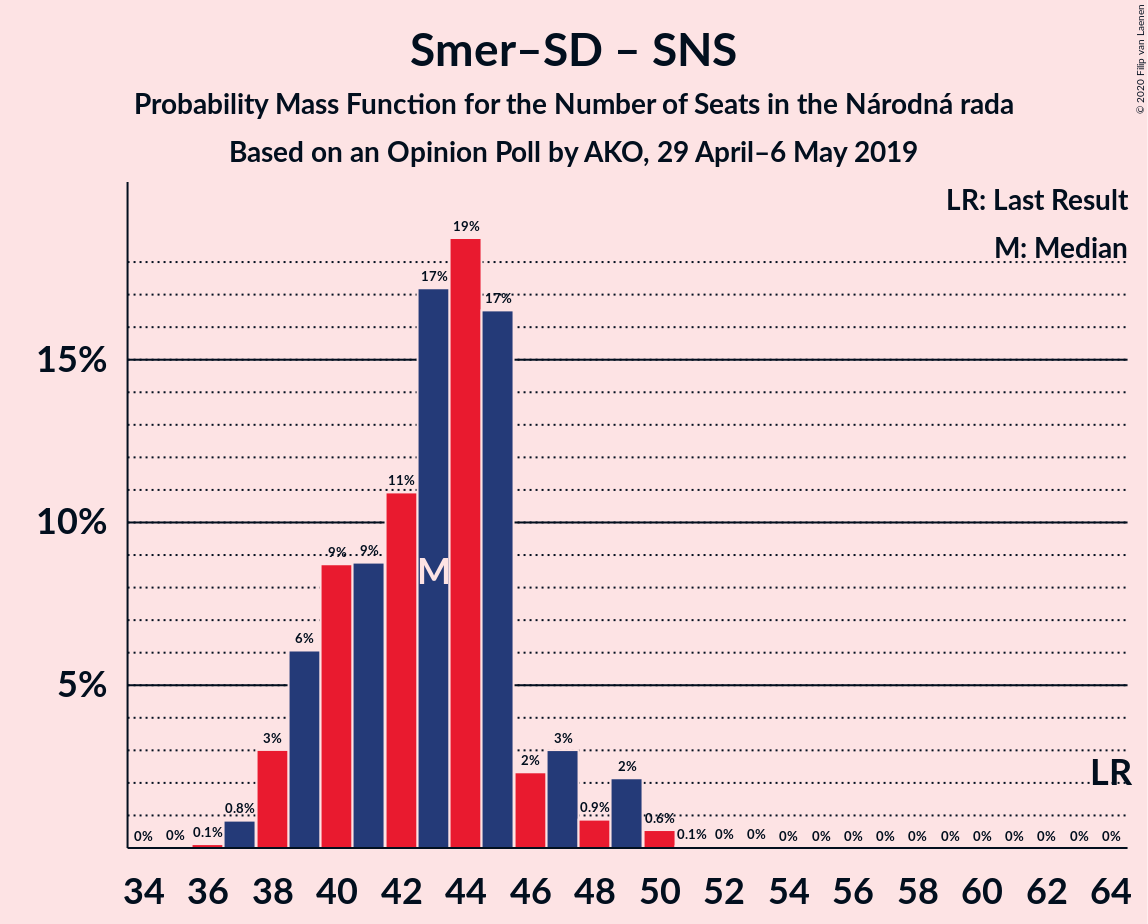 Smer–SD – SNS
Probability Mass Function for the Number of Seats in the Národná rada
Based on an Opinion Poll by AKO, 29 April–6 May 2019
© 2020 Filip van Laenen
LR: Last Result
M: Median
15%
10%
5%
0% 0% 0.1% 0.8% 3% 6% 9% 9% 11% 17% 19% 17% 2% 3% 0.9% 2% 0.6% 0.1% 0% 0% 0% 0% 0% 0% 0% 0% 0% 0% 0% 0% 0%
M
LR
34 36 38 40 42 44 46 48 50 52 54 56 58 60 62 64